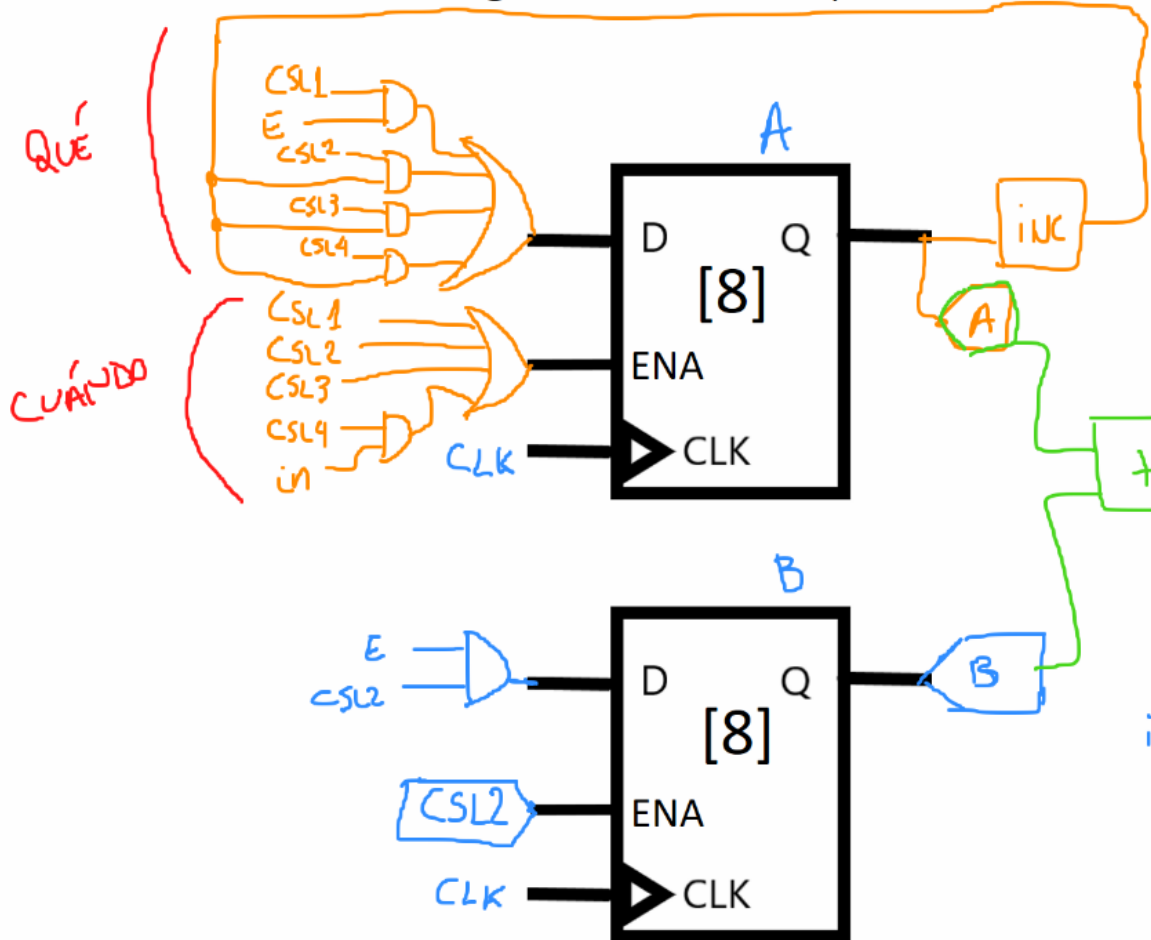 QUÉ
CSL1
E
CSL2
CSL3
CSL4
A
D
Q
[8]
ENA
CLK
iNC
A
CUÁNDO
CSL1
CSL2
CSL3
CSL4
in
CLK
+
B
E
CSL2
D
Q
[8]
ENA
CLK
B
CSL2
CLK